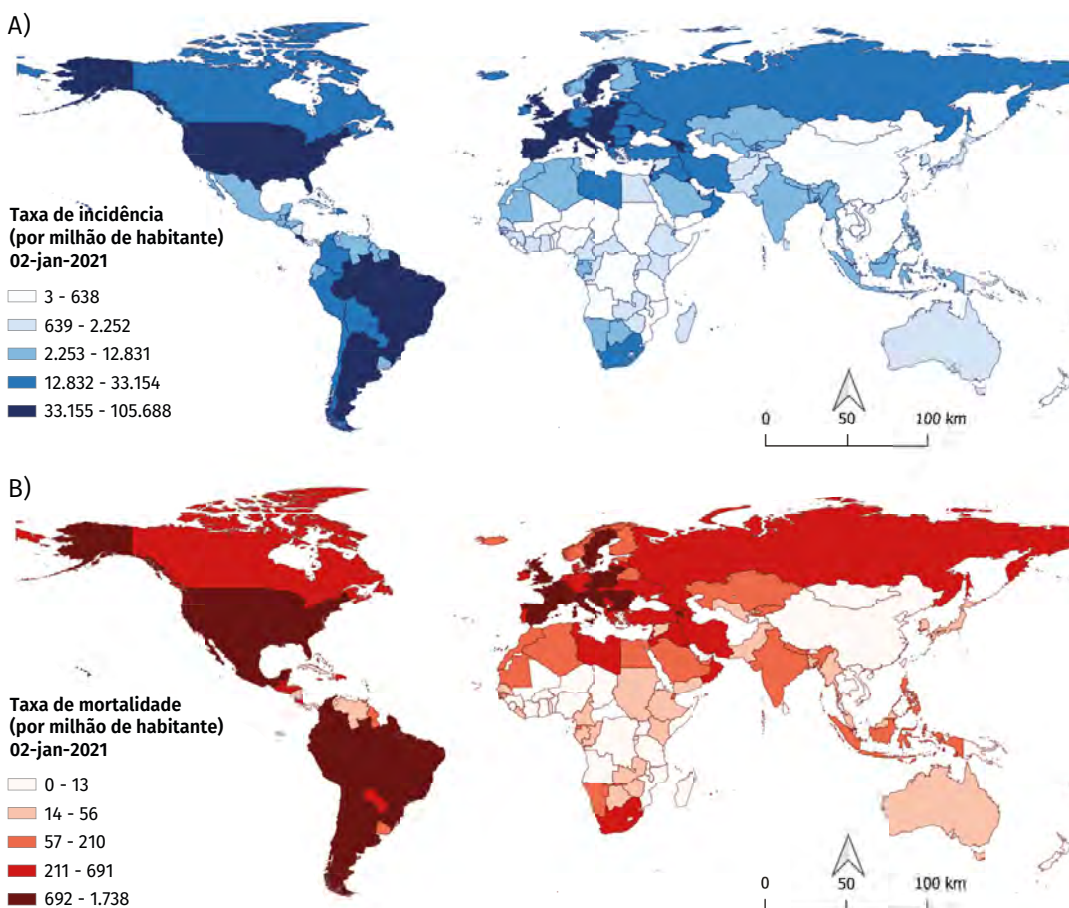 A)
Taxa de incidência
(por milhão de habitante)
02-jan-2021
3 - 638
639 - 2.252
2.253 - 12.831
12.832 - 33.154
33.155 - 105.688
0 50 100 km
B)
Taxa de mortalidade
(por milhão de habitante)
02-jan-2021
0 - 13
14 - 56
57 - 210
211 - 691
692 - 1.738
0 50 100 km